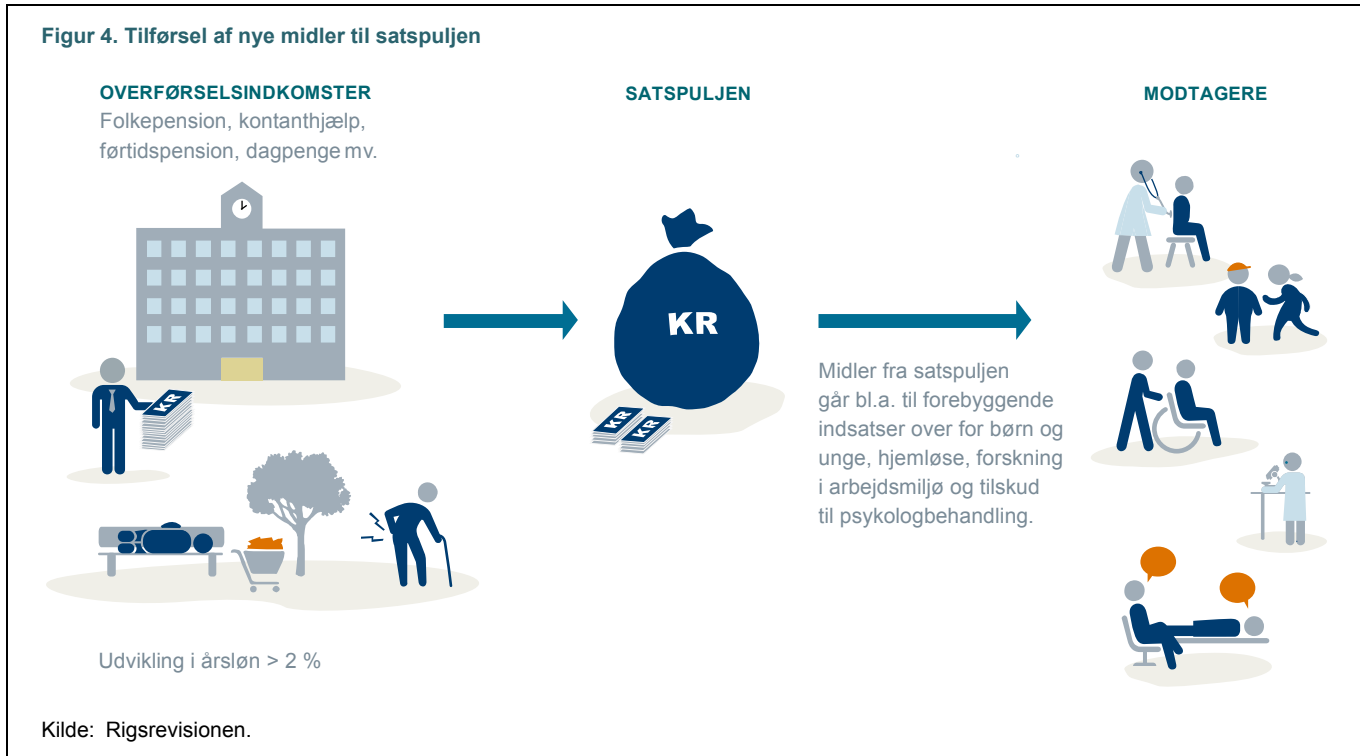 Figur 4. Tilførsel af nye midler til satspuljen
OVERFØRSELSINDKOMSTER
Folkepension, kontanthjælp,
førtidspension, dagpenge mv.
SATSPULJEN
MODTAGERE
KR
KR
KR
KR
Midler fra satspuljen
går bl.a. til forebyggende
indsatser over for børn og
unge, hjemløse, forskning
i arbejdsmiljø og tilskud
til psykologbehandling.
Udvikling i årsløn > 2 %
Kilde: Rigsrevisionen.